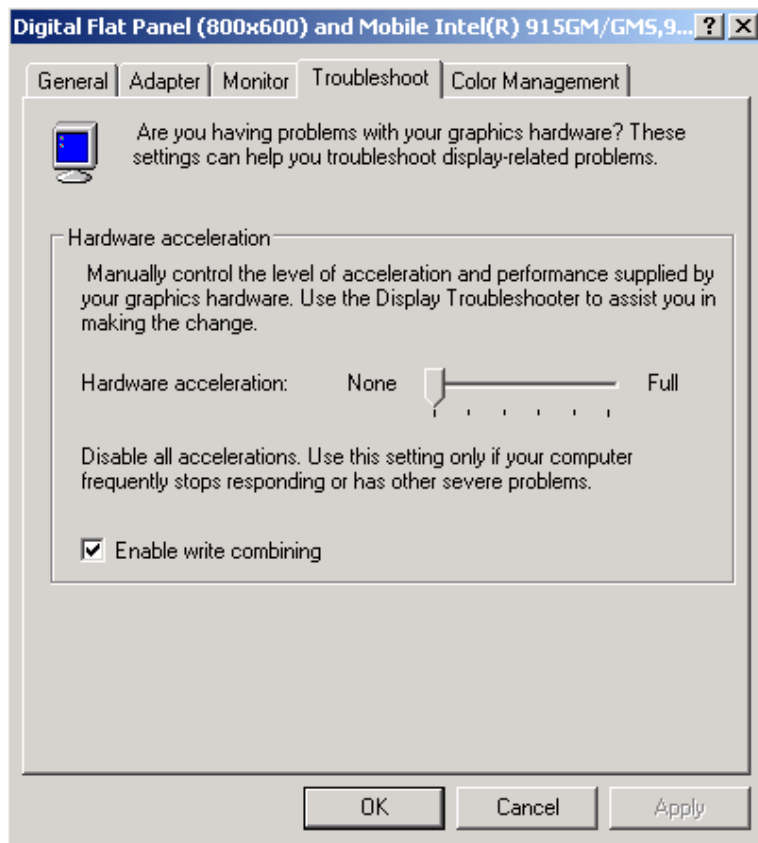 Digital Flat Panel (800x600) and Mobile Intel(R) 915GM/GMS,9...
General Adapter Monitor Troubleshoot Color Management
Are you having problems with your graphics hardware? These
settings can help you troubleshoot display-related problems.
Hardware acceleration
Manually control the level of acceleration and performance supplied by
your graphics hardware. Use the Display Troubleshooter to assist you in
making the change.
Hardware acceleration: None Full
Disable all accelerations. Use this setting only if your computer
frequently stops responding or has other severe problems.
Enable write combining
OK Cancel Apply